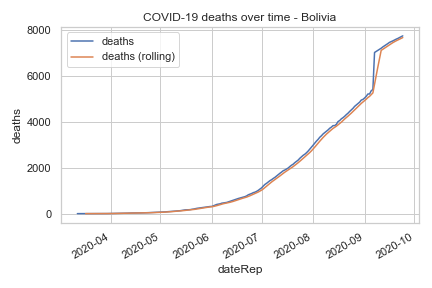 COVID-19 deaths over time - Bolivia
deaths
deaths (rolling)
8000
6000
4000
2000
0
deaths
2020-04
2020-05
2020-06
2020-07
2020-08
2020-09
2020-10
dateRep